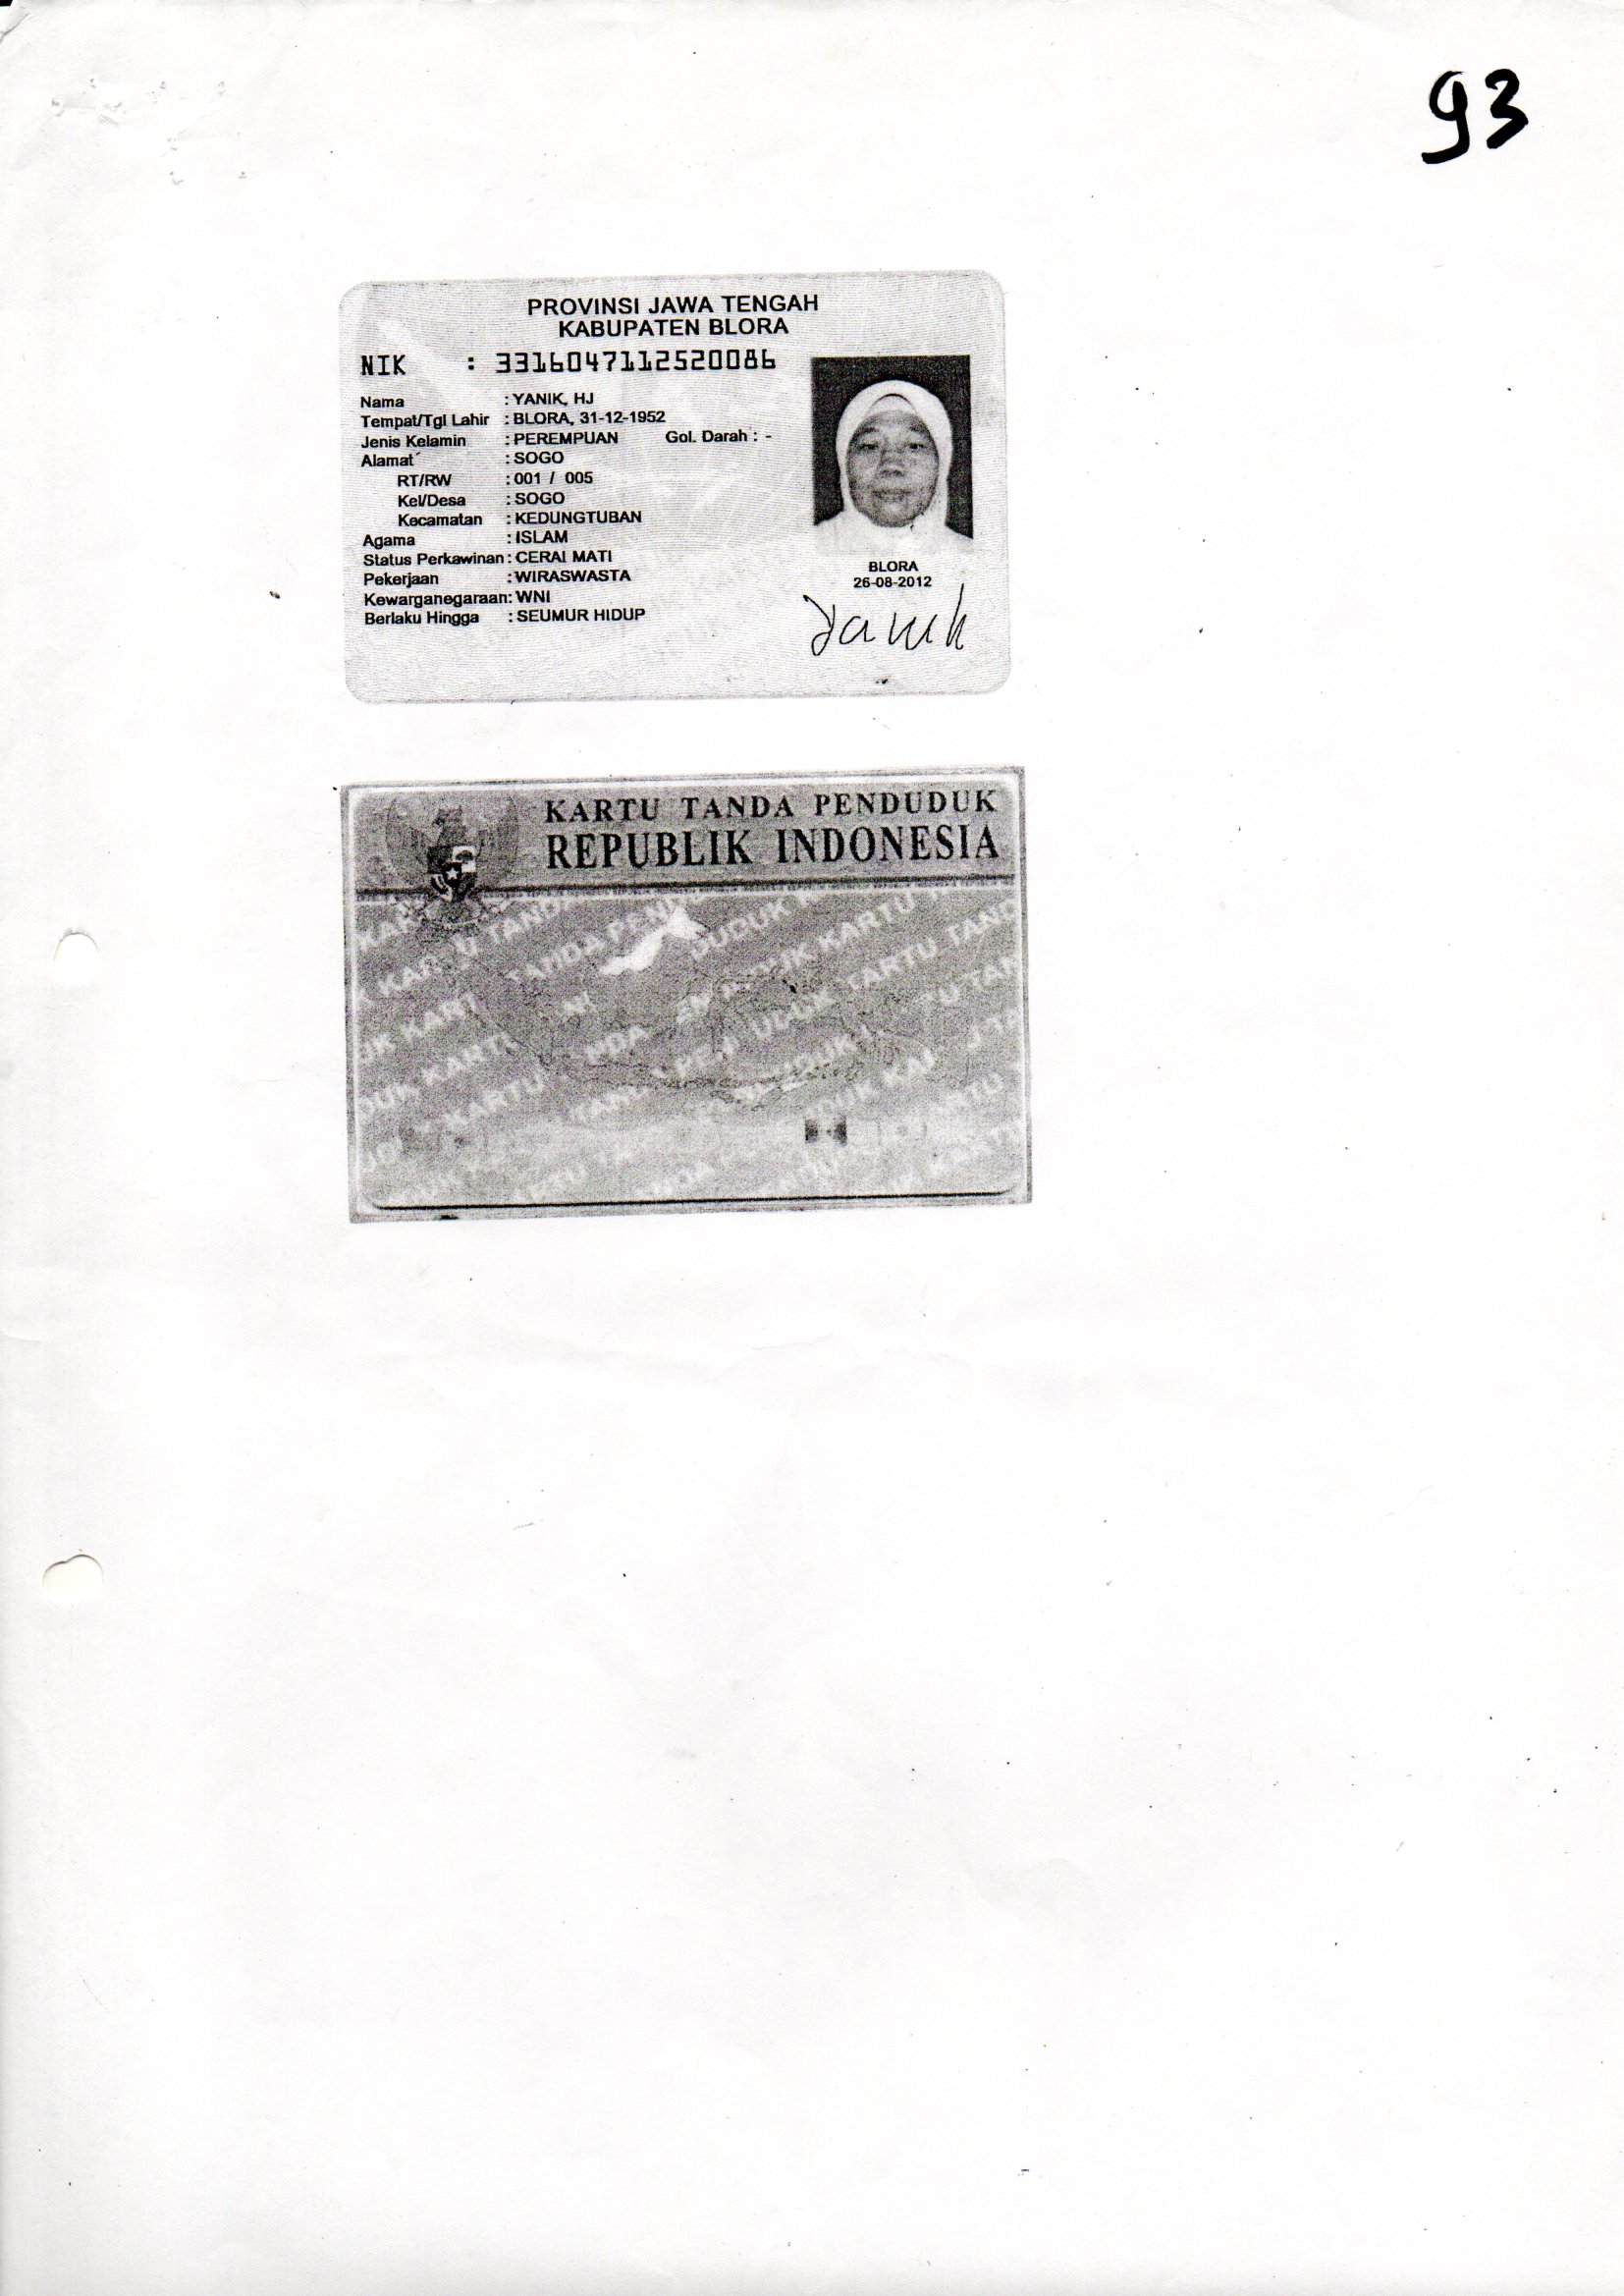 93
PROVINSI JAWA TENGAH
KABUPATEN BLORA
NIK : 3316047112520086
Nama : YANIK, HJ
Tempat/Tgl Lahir : BLORA, 31-12-1952
Jenis Kelamin : PEREMPUAN Gol. Darah : -
Alamat : SOGO
RT/RW : 001 / 005
Kel/Desa : SOGO
Kecamatan : KEDUNGTUBAN
Agama : ISLAM
Status Perkawinan : CERAI MATI
Pekerjaan : WIRASWASTA
Kewarganegaraan: WNI
Berlaku Hingga : SEUMUR HIDUP
BLORA
26-08-2012
Yanik
KARTU TANDA PENDUDUK
REPUBLIK INDONESIA